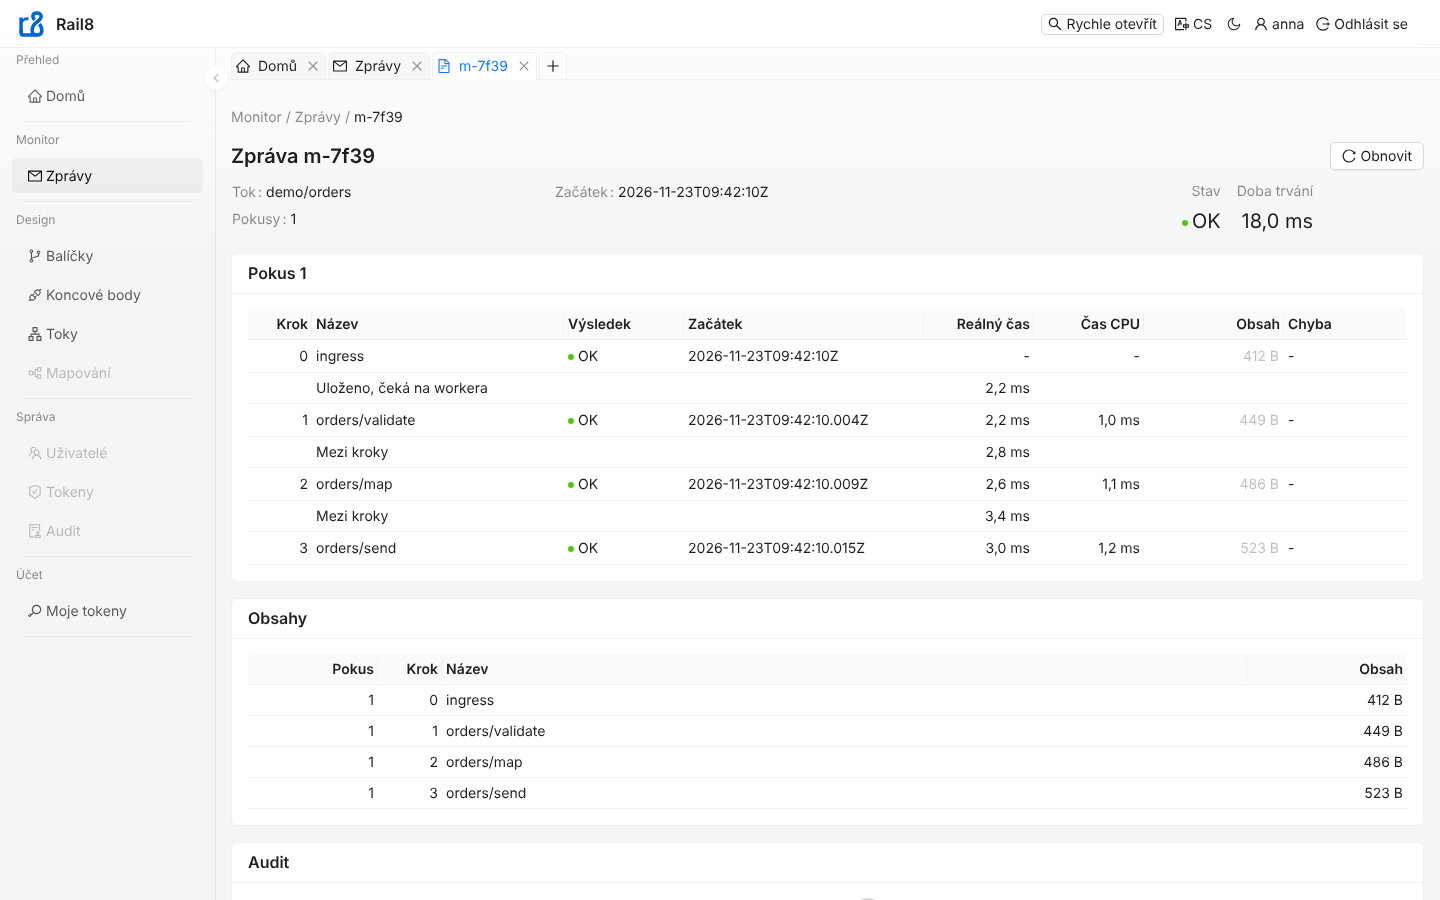 r8 Rail8
Rychle otevřít CS anna Odhlásit se
Přehled
Domů
Monitor
Zprávy
Design
Balíčky
Koncové body
Toky
Mapování
Správa
Uživatelé
Tokeny
Audit
Účet
Moje tokeny
Domů Zprávy m-7f39
Monitor / Zprávy / m-7f39
Zpráva m-7f39
Obnovit
Tok : demo/orders Začátek : 2026-11-23T09:42:10Z
Pokusy : 1
Stav Doba trvání
OK 18,0 ms
Pokus 1
Krok Název Výsledek Začátek Reálný čas Čas CPU Obsah Chyba
0 ingress OK 2026-11-23T09:42:10Z - - 412 B -
Uloženo, čeká na workera 2,2 ms
1 orders/validate OK 2026-11-23T09:42:10.004Z 2,2 ms 1,0 ms 449 B -
Mezi kroky 2,8 ms
2 orders/map OK 2026-11-23T09:42:10.009Z 2,6 ms 1,1 ms 486 B -
Mezi kroky 3,4 ms
3 orders/send OK 2026-11-23T09:42:10.015Z 3,0 ms 1,2 ms 523 B -
Obsahy
Pokus Krok Název Obsah
1 0 ingress 412 B
1 1 orders/validate 449 B
1 2 orders/map 486 B
1 3 orders/send 523 B
Audit